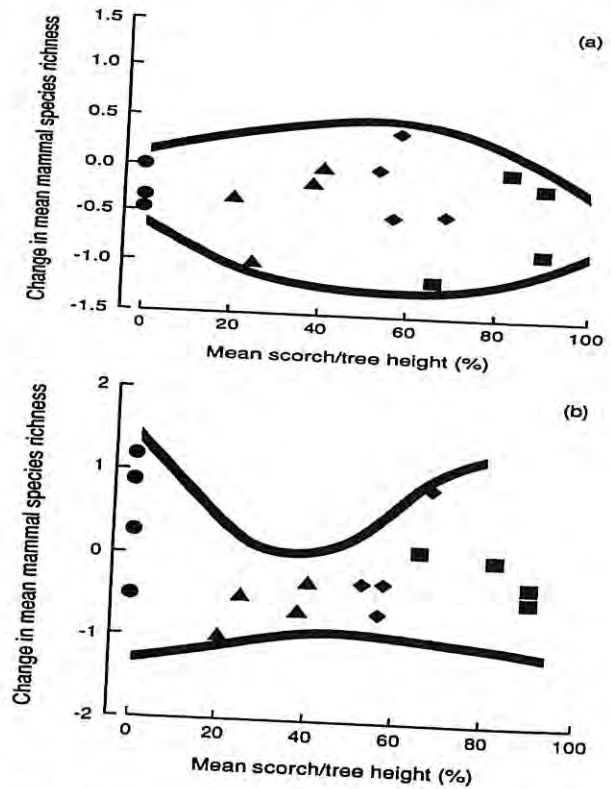 (a)
Change in mean mammal species richness
1.5
1.0
0.5
0.0
-0.5
-1.0
-1.5
0 20 40 60 80 100
Mean scorch/tree height (%)
(b)
Change in mean mammal species richness
2
1
0
-1
-2
0 20 40 60 80 100
Mean scorch/tree height (%)